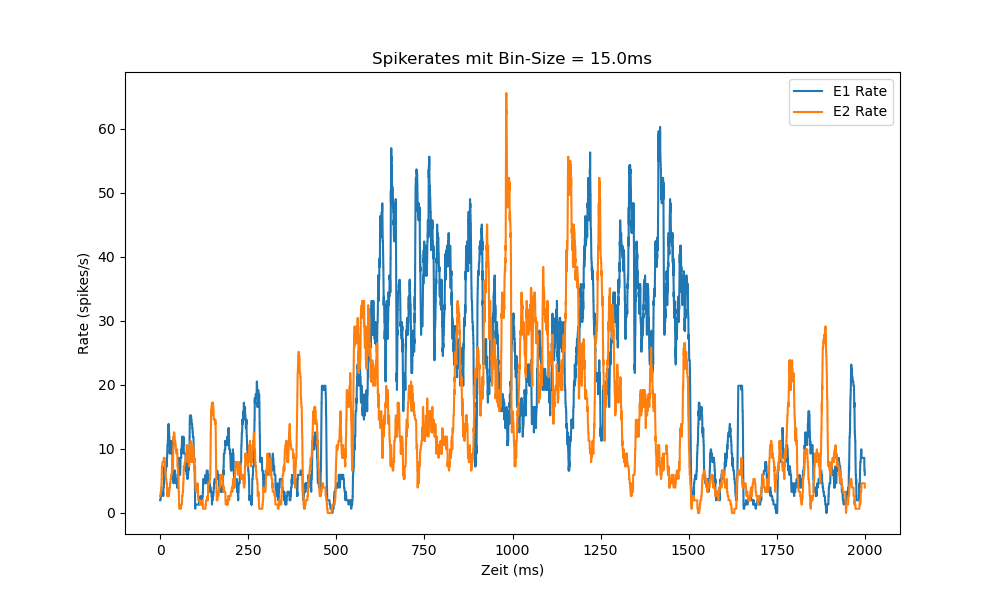 Spikerates mit Bin-Size = 15.0ms
E1 Rate
E2 Rate
Rate (spikes/s)
60
50
40
30
20
10
0
0 250 500 750 1000 1250 1500 1750 2000
Zeit (ms)